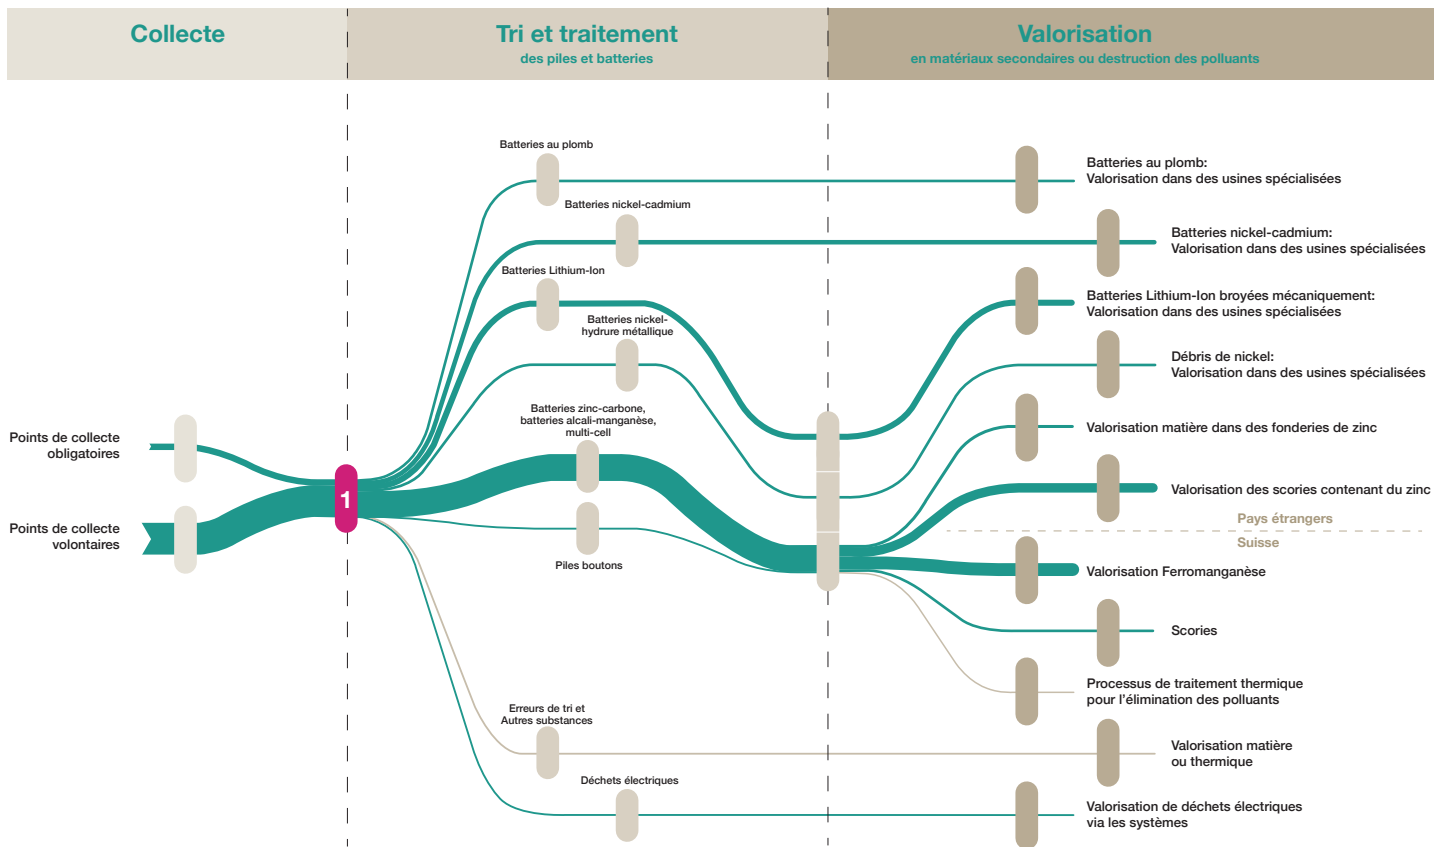 Collecte
Tri et traitement
des piles et batteries
Valorisation
en matériaux secondaires ou destruction des polluants
Points de collecte
obligatoires
Points de collecte
volontaires
1
Batteries au plomb
Batteries nickel-cadmium
Batteries Lithium-Ion
Batteries nickel-
hydrure métallique
Batteries zinc-carbone,
batteries alcali-manganèse,
multi-cell
Piles boutons
Erreurs de tri et
Autres substances
Déchets électriques
Batteries au plomb:
Valorisation dans des usines spécialisées
Batteries nickel-cadmium:
Valorisation dans des usines spécialisées
Batteries Lithium-Ion broyées mécaniquement:
Valorisation dans des usines spécialisées
Débris de nickel:
Valorisation dans des usines spécialisées
Valorisation matière dans des fonderies de zinc
Valorisation des scories contenant du zinc
Pays étrangers
Suisse
Valorisation Ferromanganèse
Scories
Processus de traitement thermique
pour l'élimination des polluants
Valorisation matière
ou thermique
Valorisation de déchets électriques
via les systèmes